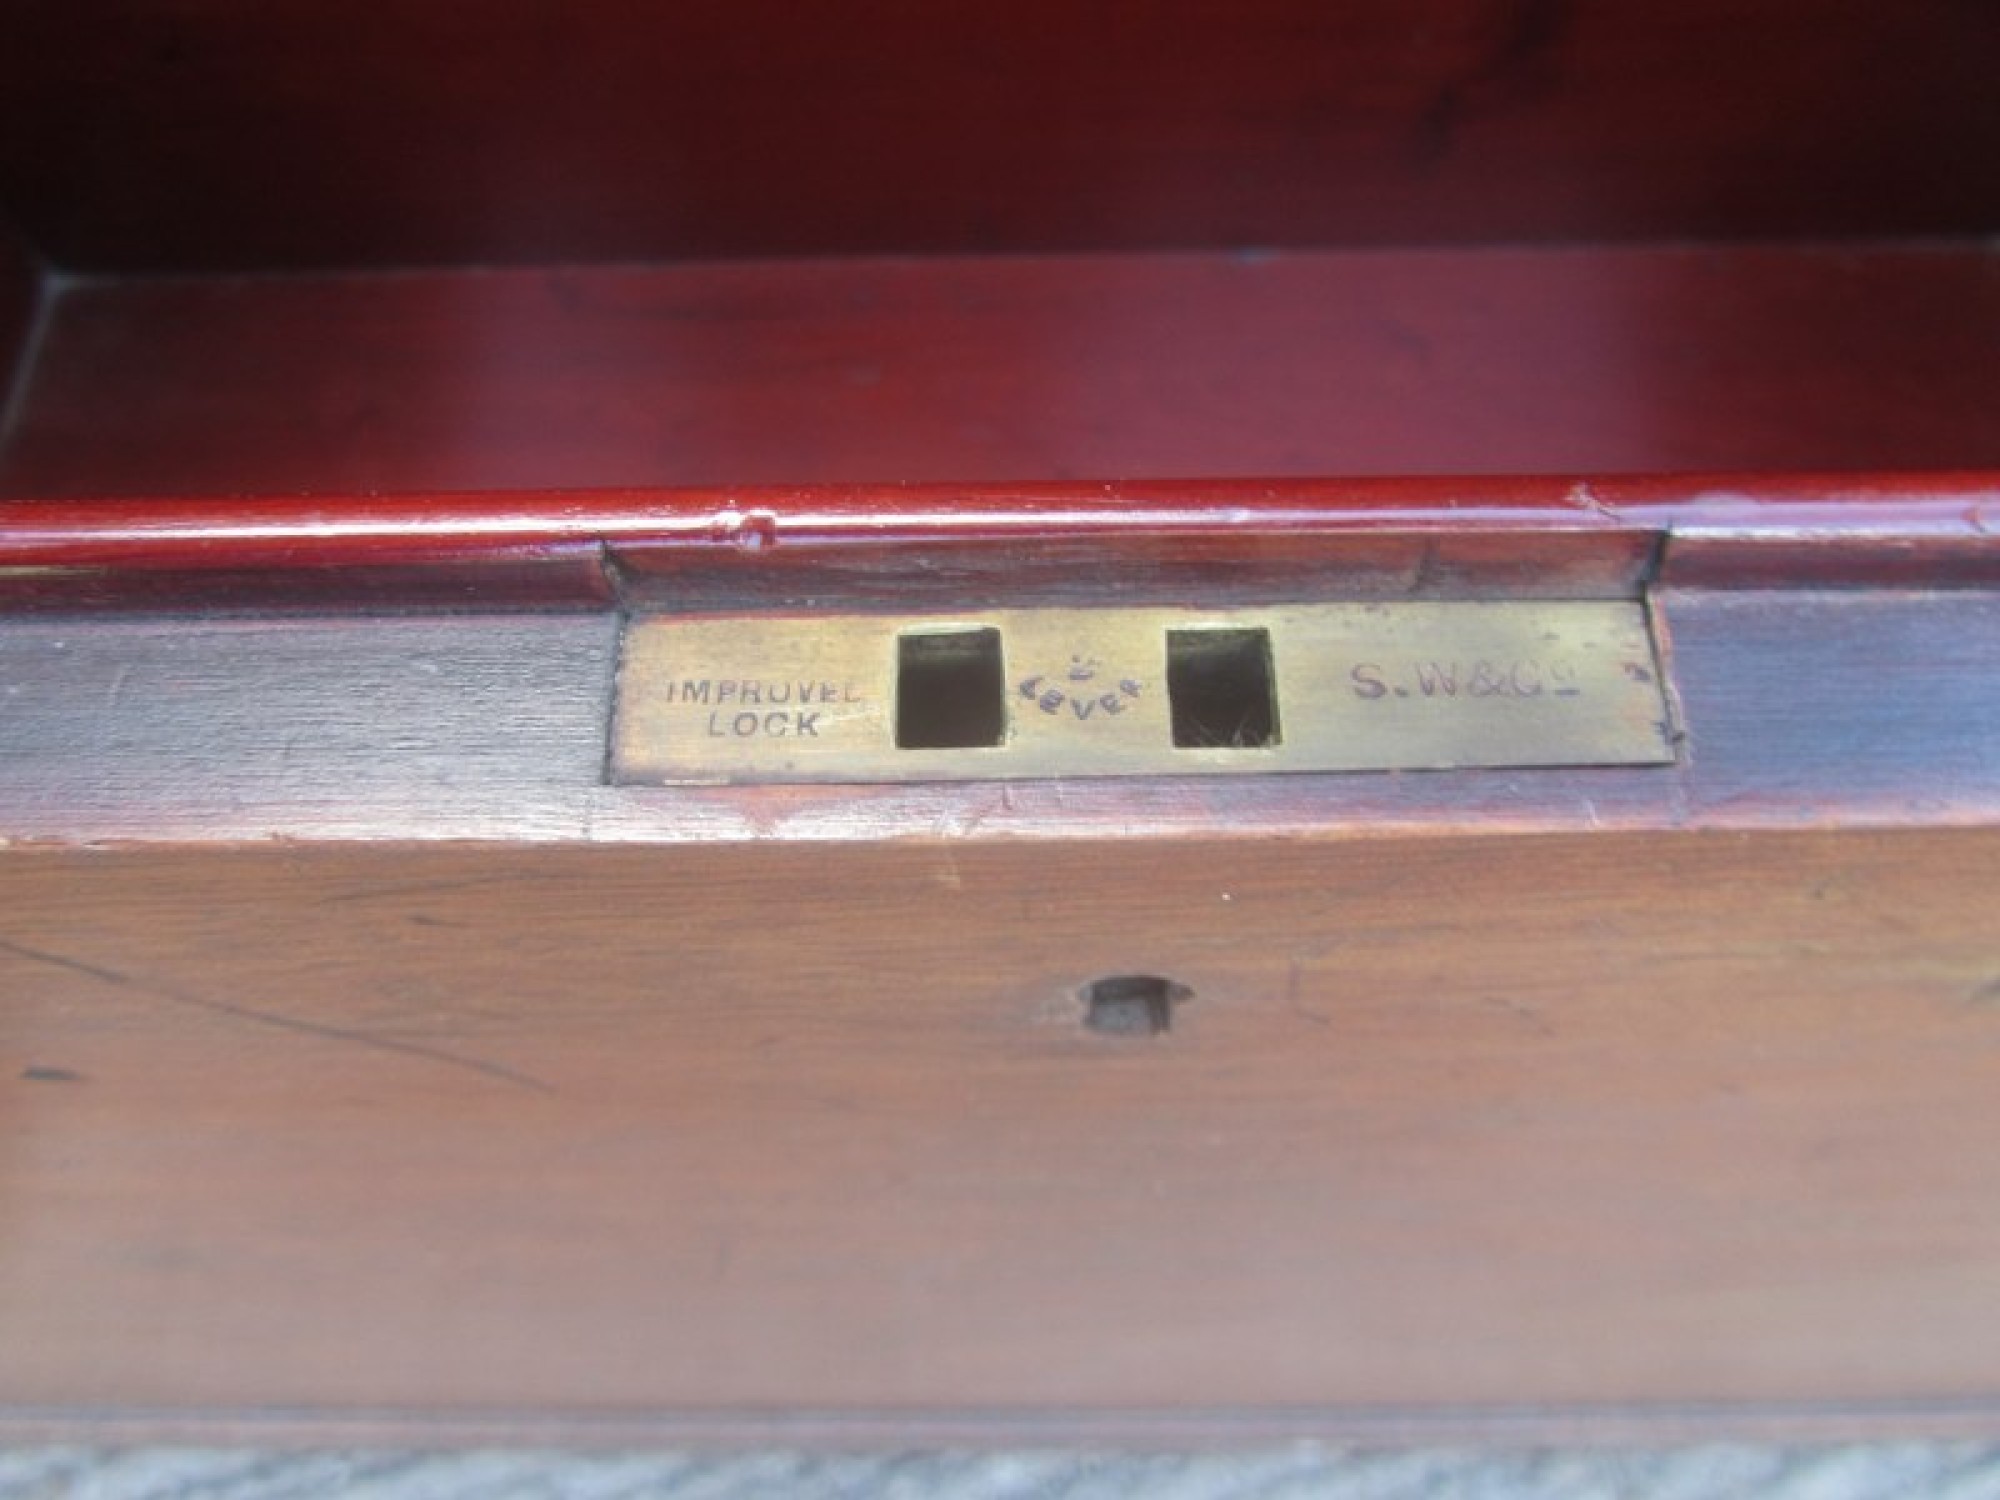 IMPROVED
LOCK
LEVER
S. W & Co